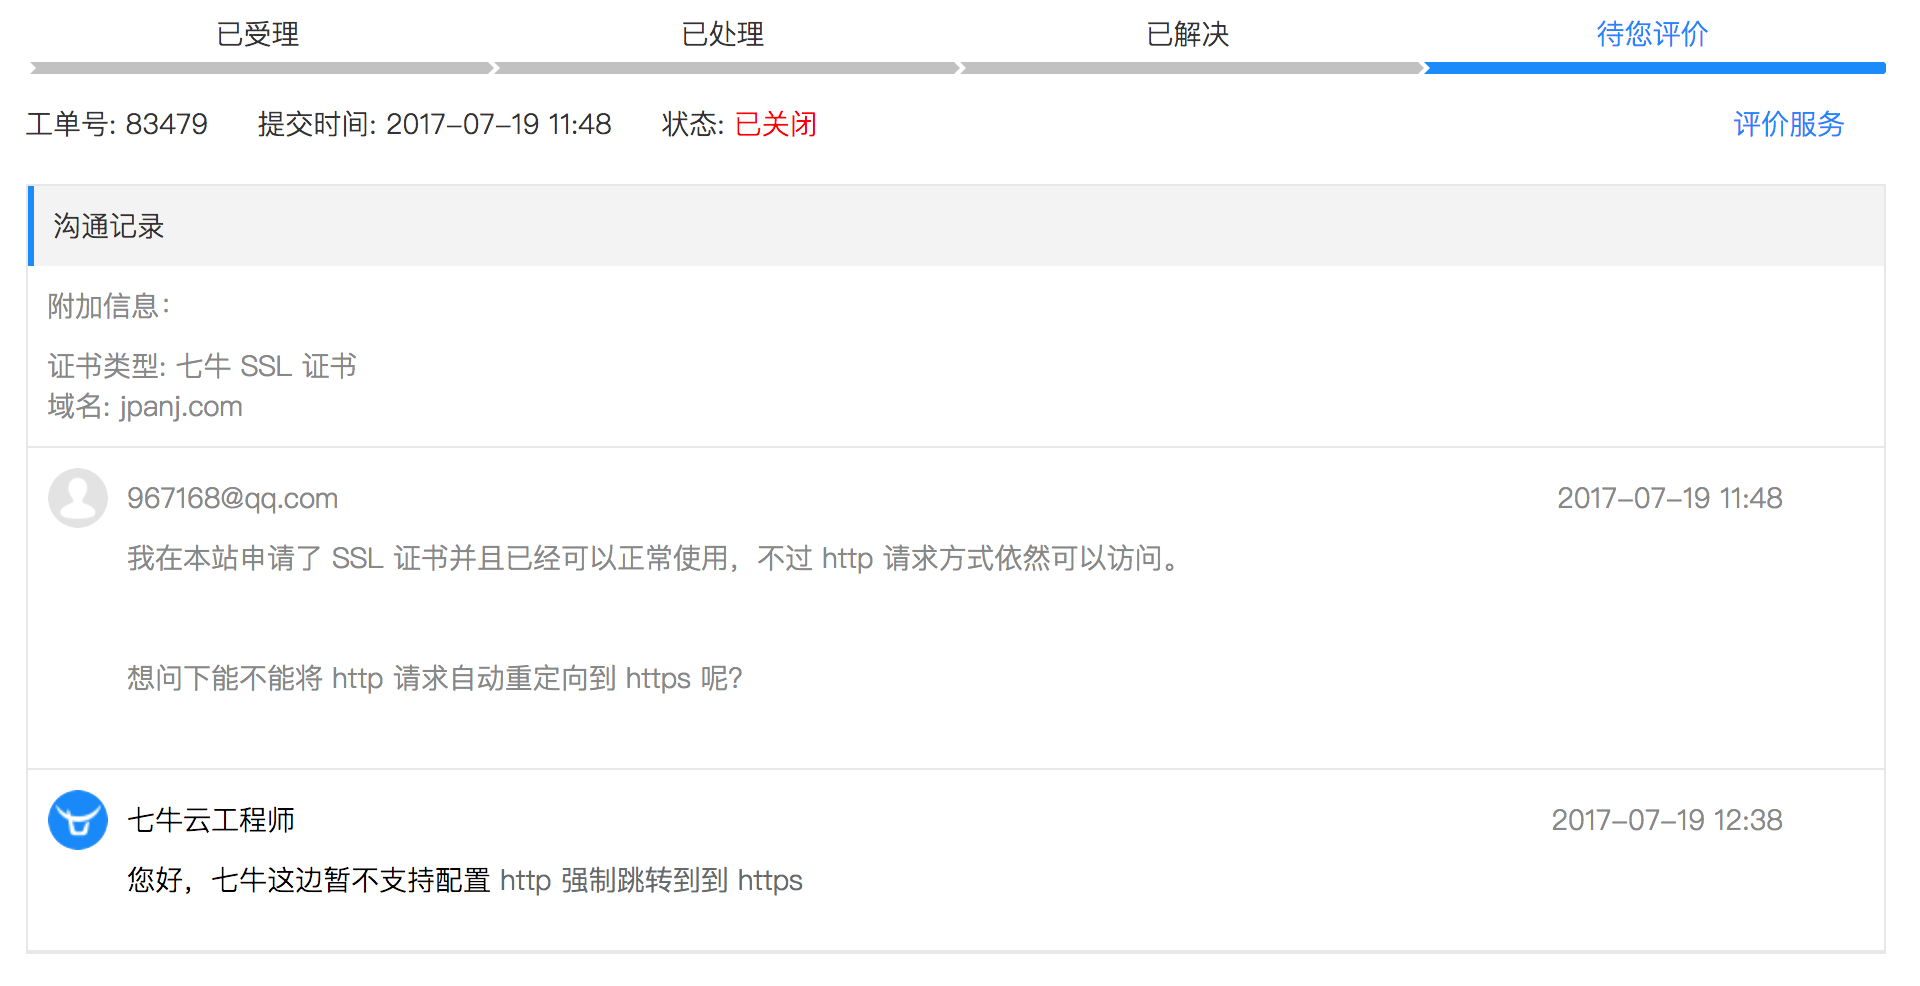 已受理 已处理 已解决 待您评价
工单号: 83479 提交时间: 2017-07-19 11:48 状态: 已关闭 评价服务
沟通记录
附加信息:
证书类型: 七牛 SSL 证书
域名: jpanj.com
967168@qq.com 2017-07-19 11:48
我在本站申请了 SSL 证书并且已经可以正常使用，不过 http 请求方式依然可以访问。
想问下能不能将 http 请求自动重定向到 https 呢?
七牛云工程师 2017-07-19 12:38
您好，七牛这边暂不支持配置 http 强制跳转到到 https